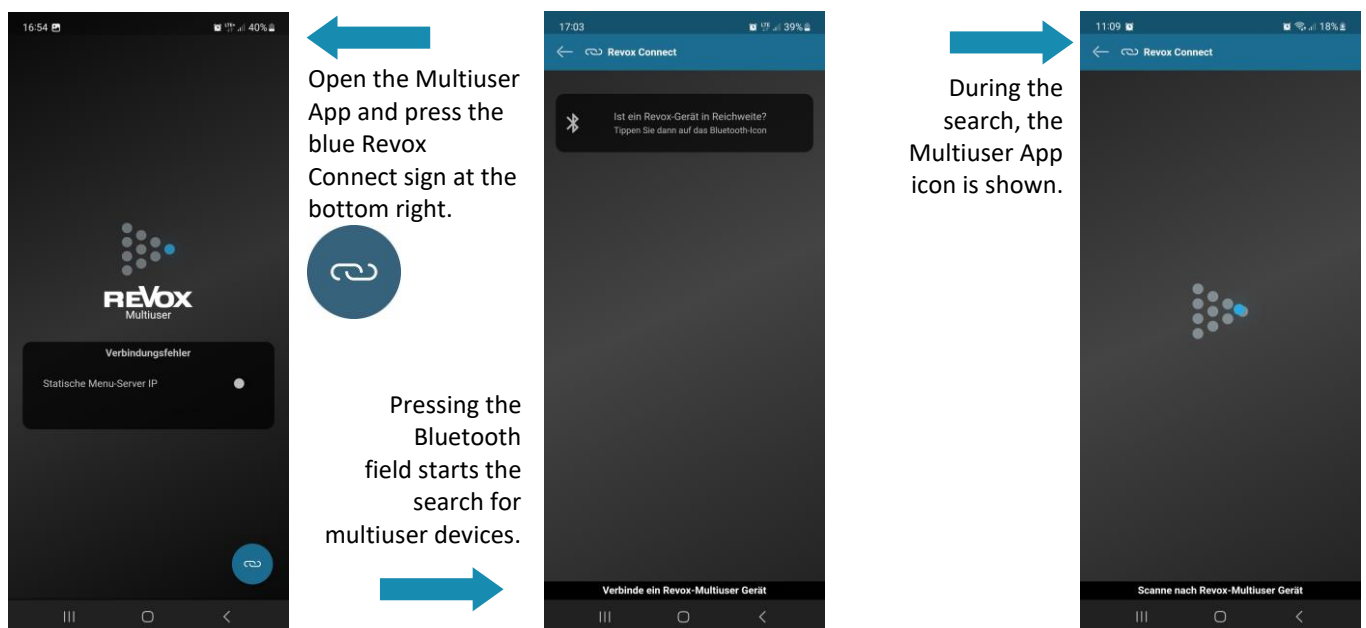 16:54
40%
REVOX
Multiuser
Verbindungsfehler
Statische Menu-Server IP
Open the Multiuser
App and press the
blue Revox
Connect sign at the
bottom right.
Pressing the
Bluetooth
field starts the
search for
multiuser devices.
17:03
39%
Revox Connect
Ist ein Revox-Gerät in Reichweite?
Tippen Sie dann auf das Bluetooth-Icon
Verbinde ein Revox-Multiuser Gerät
During the
search, the
Multiuser App
icon is shown.
11:09
18%
Revox Connect
Scanne nach Revox-Multiuser Gerät